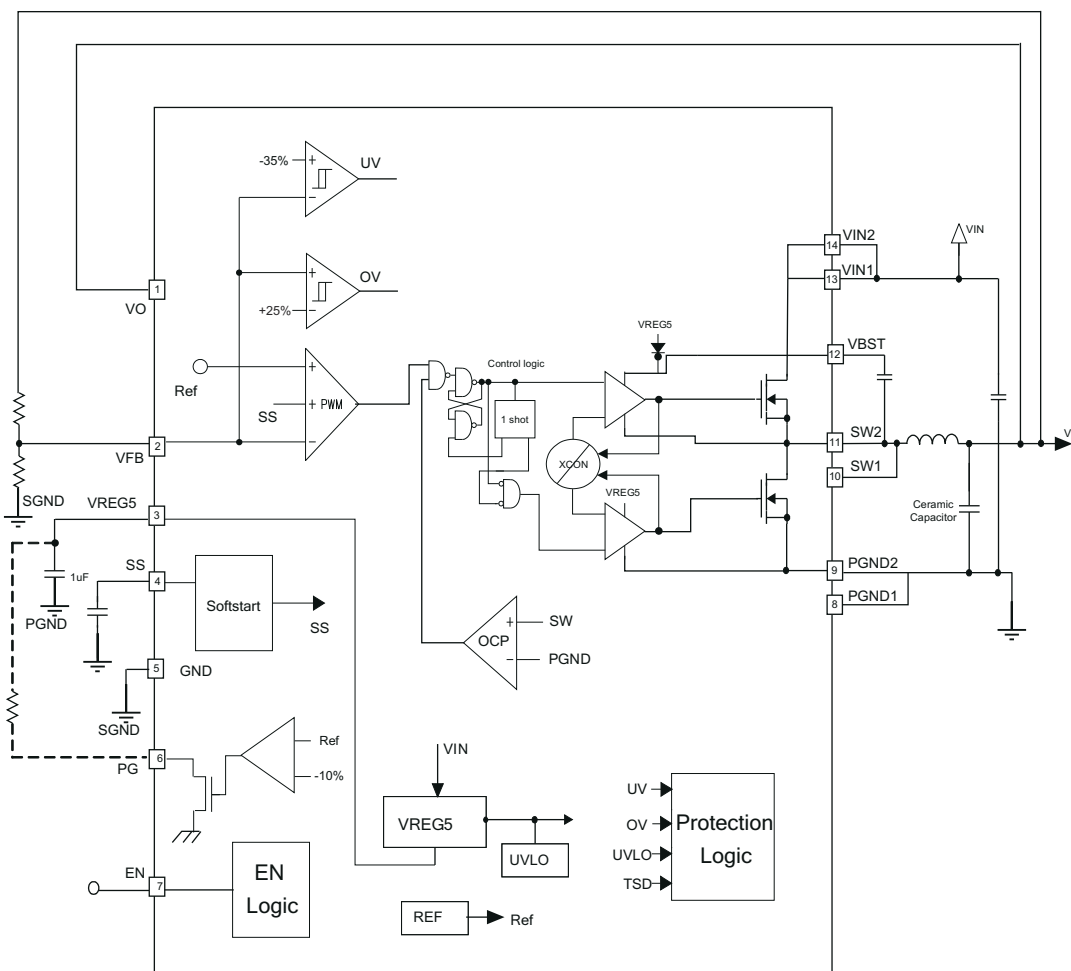 -35%
+
−
UV
+
−
OV
+25%
1
VO
Ref
SS
+
+
−
PWM
Control logic
1 shot
VREG5
XCON
VREG5
14
VIN2
13
VIN1
VIN
12
VBST
11
SW2
10
SW1
V
Ceramic
Capacitor
9
PGND2
8
PGND1
2
VFB
SGND
VREG5
3
1uF
PGND
SS
4
Softstart
SS
5
GND
SGND
OCP
+
−
SW
PGND
6
PG
Ref
-10%
VIN
VREG5
UVLO
UV
OV
UVLO
TSD
Protection
Logic
EN
7
EN
Logic
REF
Ref